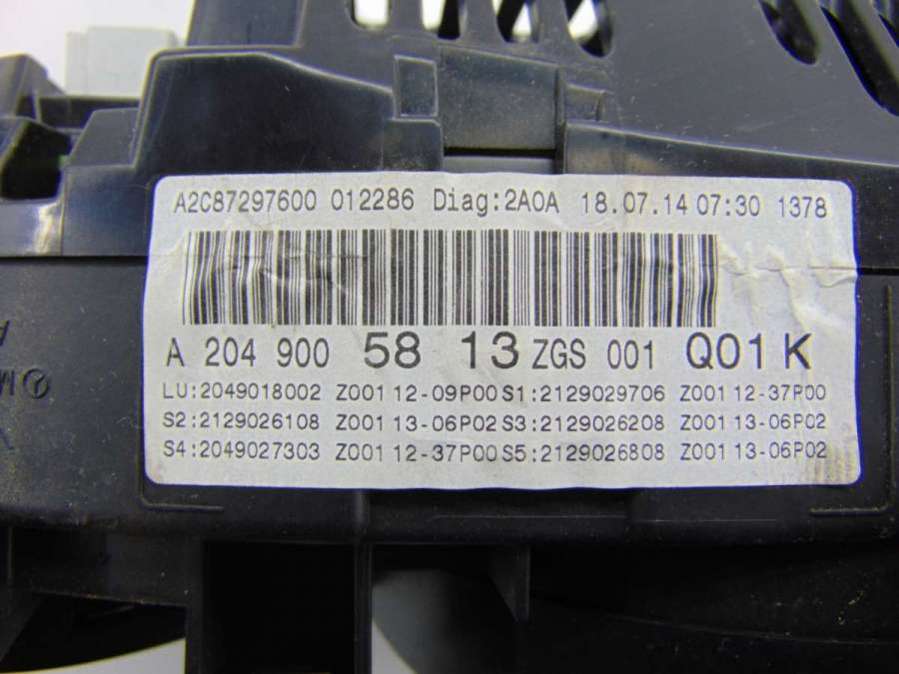 A2C87297600 012286 Diag:2A0A 18.07.14 07:30 1378
A 204 900 58 13 ZGS 001 Q01 K
LU:2049018002 Z001 12-09P00 S1:2129029706 Z001 12-37P00
S2:2129026108 Z001 13-06P02 S3:2129026208 Z001 13-06P02
S4:2049027303 Z001 12-37P00 S5:2129026808 Z001 13-06P02